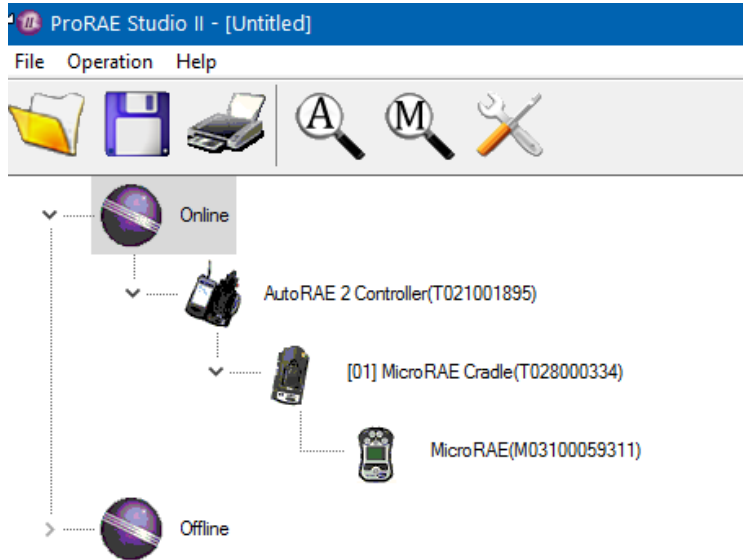 ProRAE Studio II - [Untitled]
File Operation Help
A M
Online
AutoRAE 2 Controller(T021001895)
[01] MicroRAE Cradle(T028000334)
MicroRAE(M03100059311)
Offline